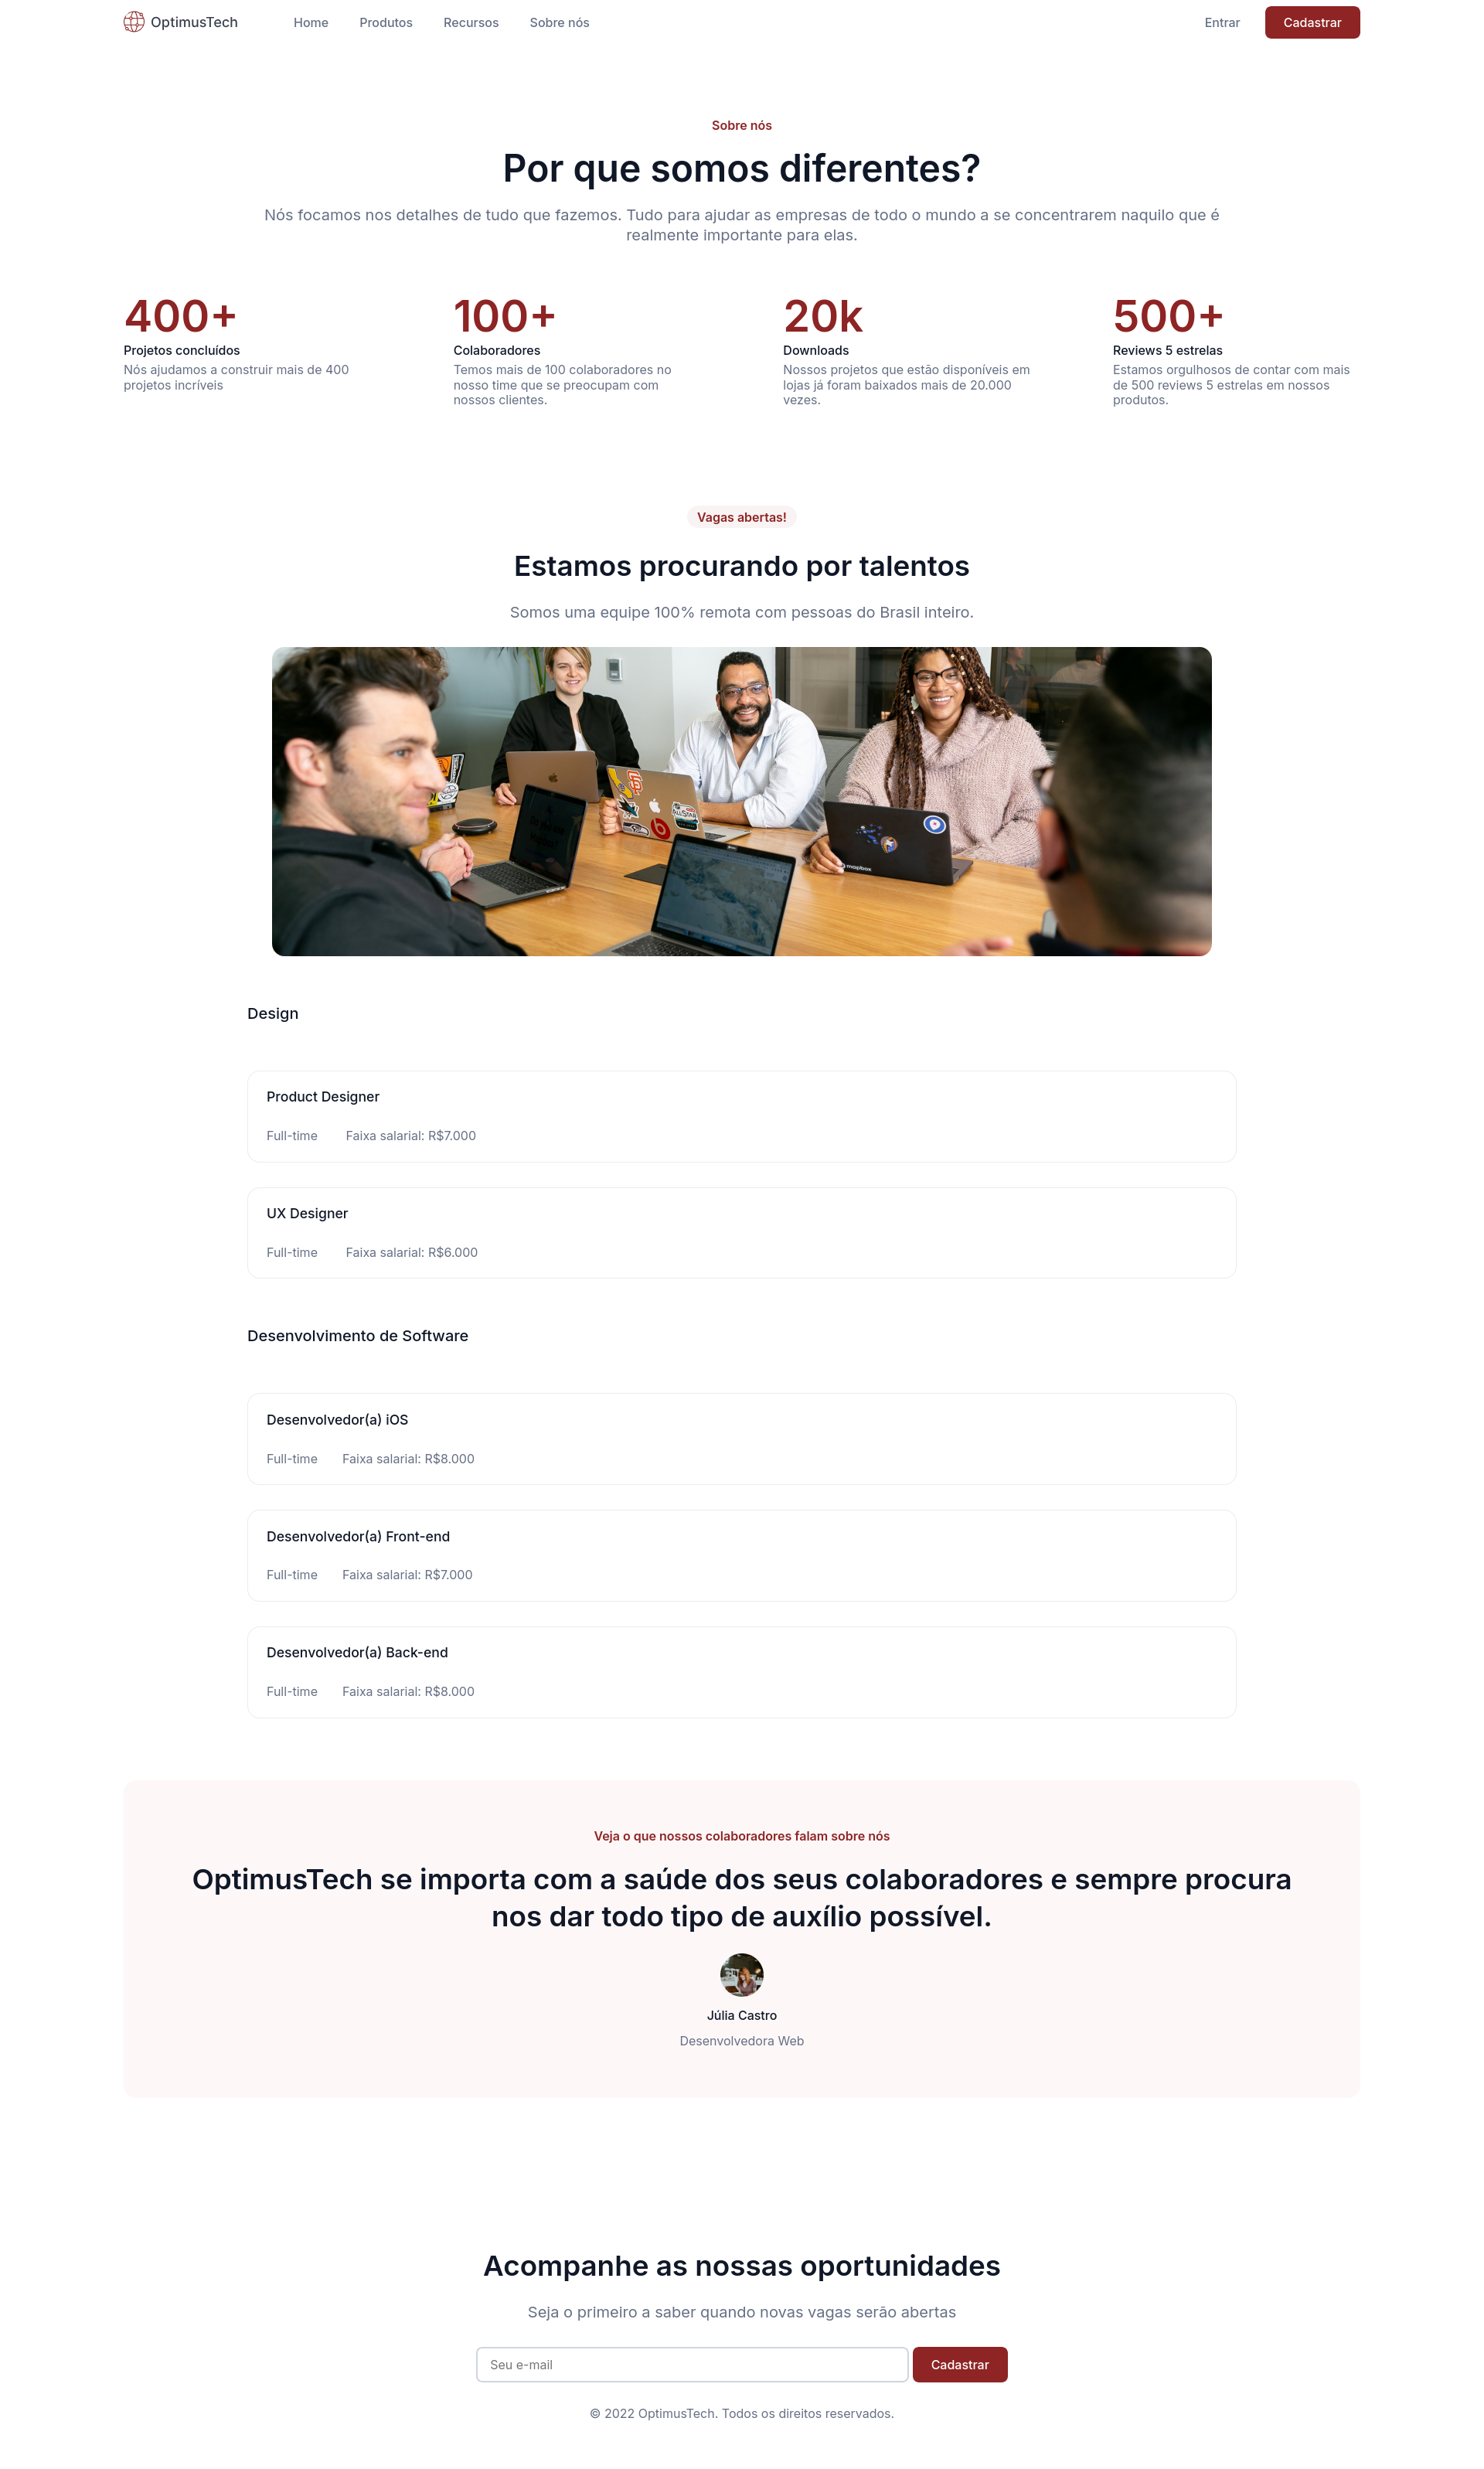 OptimusTech
Home
Produtos
Recursos
Sobre nós
Entrar
Cadastrar
Sobre nós
Por que somos diferentes?
Nós focamos nos detalhes de tudo que fazemos. Tudo para ajudar as empresas de todo o mundo a se concentrarem naquilo que é
realmente importante para elas.
400+
Projetos concluídos
Nós ajudamos a construir mais de 400
projetos incríveis
100+
Colaboradores
Temos mais de 100 colaboradores no
nosso time que se preocupam com
nossos clientes.
20k
Downloads
Nossos projetos que estão disponíveis em
lojas já foram baixados mais de 20.000
vezes.
500+
Reviews 5 estrelas
Estamos orgulhosos de contar com mais
de 500 reviews 5 estrelas em nossos
produtos.
Vagas abertas!
Estamos procurando por talentos
Somos uma equipe 100% remota com pessoas do Brasil inteiro.
mapbox
Design
Product Designer
Full-time
Faixa salarial: R$7.000
UX Designer
Full-time
Faixa salarial: R$6.000
Desenvolvimento de Software
Desenvolvedor(a) iOS
Full-time
Faixa salarial: R$8.000
Desenvolvedor(a) Front-end
Full-time
Faixa salarial: R$7.000
Desenvolvedor(a) Back-end
Full-time
Faixa salarial: R$8.000
Veja o que nossos colaboradores falam sobre nós
OptimusTech se importa com a saúde dos seus colaboradores e sempre procura
nos dar todo tipo de auxílio possível.
Júlia Castro
Desenvolvedora Web
Acompanhe as nossas oportunidades
Seja o primeiro a saber quando novas vagas serão abertas
Seu e-mail
Cadastrar
© 2022 OptimusTech. Todos os direitos reservados.